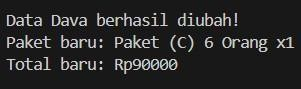 Data Dava berhasil diubah!
Paket baru: Paket (C) 6 Orang x1
Total baru: Rp90000